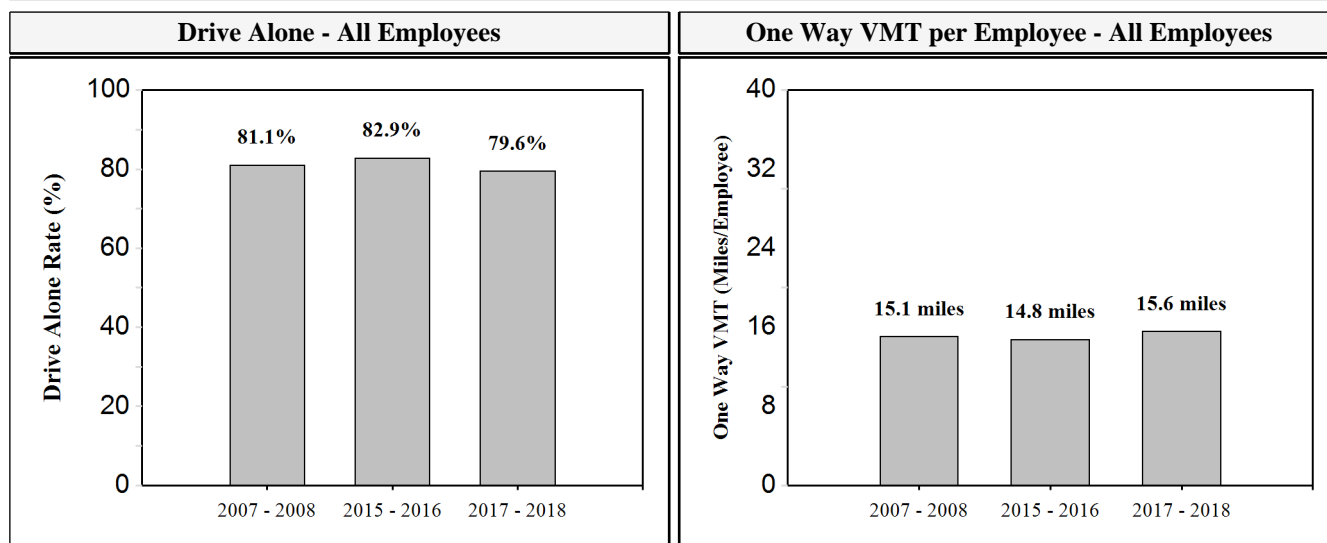 Drive Alone - All Employees
100
80
60
40
20
0
Drive Alone Rate (%)
81.1%
82.9%
79.6%
2007 - 2008
2015 - 2016
2017 - 2018
One Way VMT per Employee - All Employees
40
32
24
16
8
0
One Way VMT (Miles/Employee)
15.1 miles
14.8 miles
15.6 miles
2007 - 2008
2015 - 2016
2017 - 2018